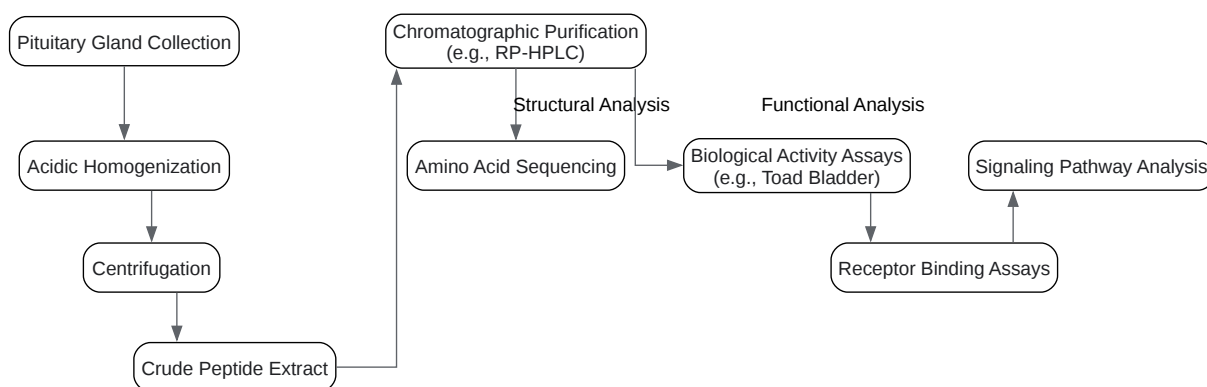 Pituitary Gland Collection
Acidic Homogenization
Centrifugation
Crude Peptide Extract
Chromatographic Purification
(e.g., RP-HPLC)
Structural Analysis
Amino Acid Sequencing
Functional Analysis
Biological Activity Assays
(e.g., Toad Bladder)
Receptor Binding Assays
Signaling Pathway Analysis